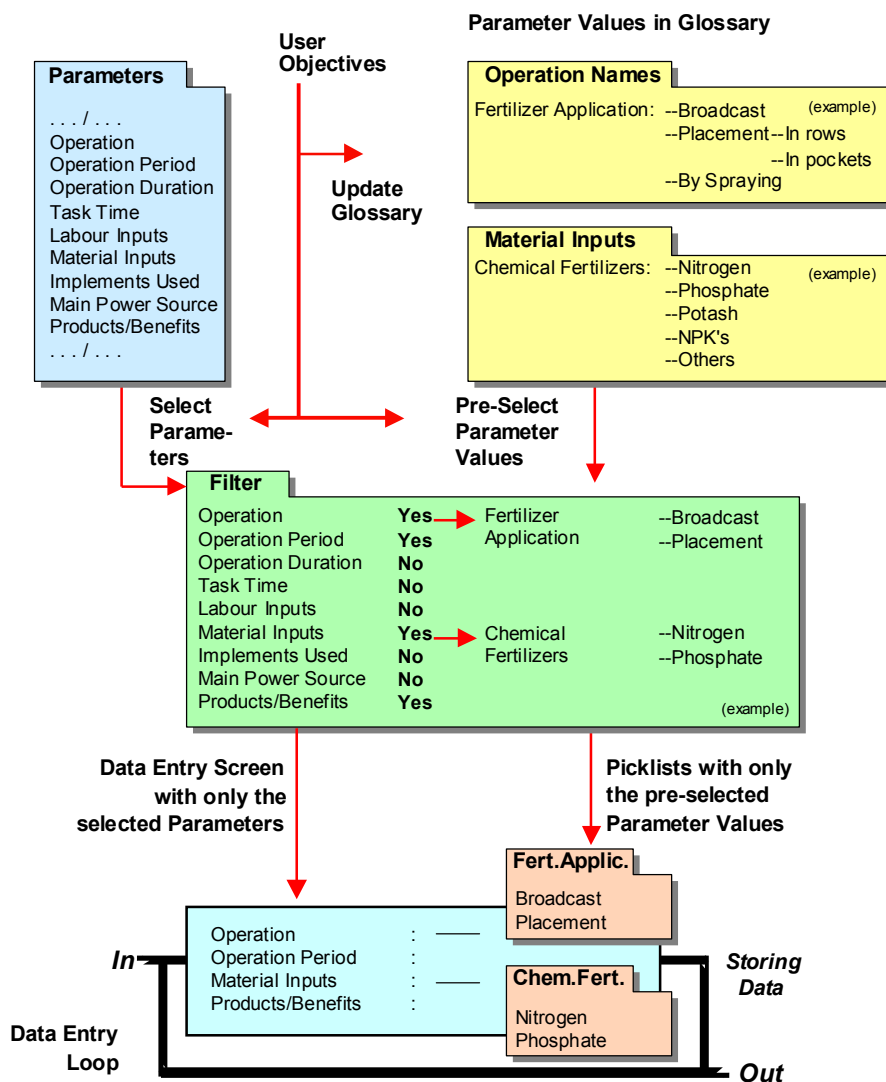 Parameter Values in Glossary
User
Objectives
Parameters
. . . / . . .
Operation
Operation Period
Operation Duration
Task Time
Labour Inputs
Material Inputs
Implements Used
Main Power Source
Products/Benefits
. . . / . . .
Update
Glossary
Operation Names
Fertilizer Application: --Broadcast (example)
--Placement --In rows
--In pockets
--By Spraying
Material Inputs
Chemical Fertilizers: --Nitrogen (example)
--Phosphate
--Potash
--NPK's
--Others
Select
Parame-
ters
Pre-Select
Parameter
Values
Filter
Operation Yes Fertilizer --Broadcast
Operation Period Yes Application --Placement
Operation Duration No
Task Time No
Labour Inputs No
Material Inputs Yes Chemical --Nitrogen
Implements Used No Fertilizers --Phosphate
Main Power Source No
Products/Benefits Yes (example)
Data Entry Screen
with only the
selected Parameters
Picklists with only
the pre-selected
Parameter Values
Fert.Applic.
Broadcast
Placement
Operation :
Operation Period :
Material Inputs :
Products/Benefits :
Chem.Fert.
Nitrogen
Phosphate
In
Storing
Data
Data Entry
Loop
Out